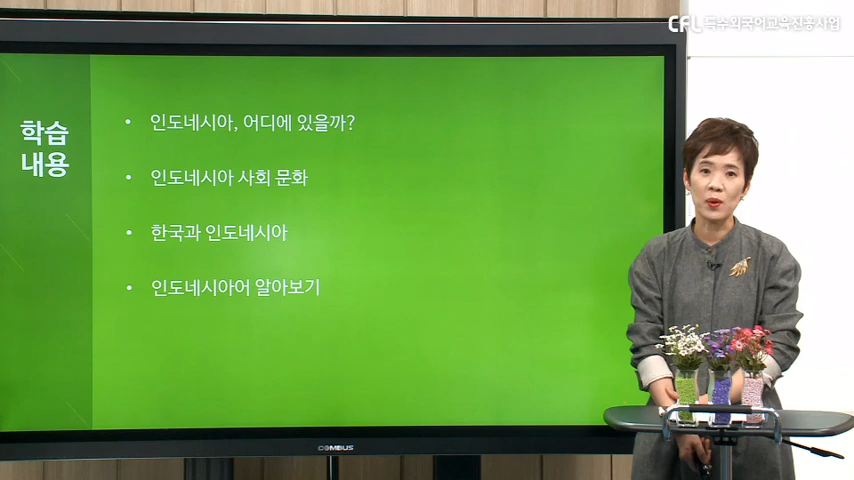 CFL 특수외국어교육진흥사업
학습
내용
• 인도네시아, 어디에 있을까?
• 인도네시아 사회 문화
• 한국과 인도네시아
• 인도네시아어 알아보기
COMBUS